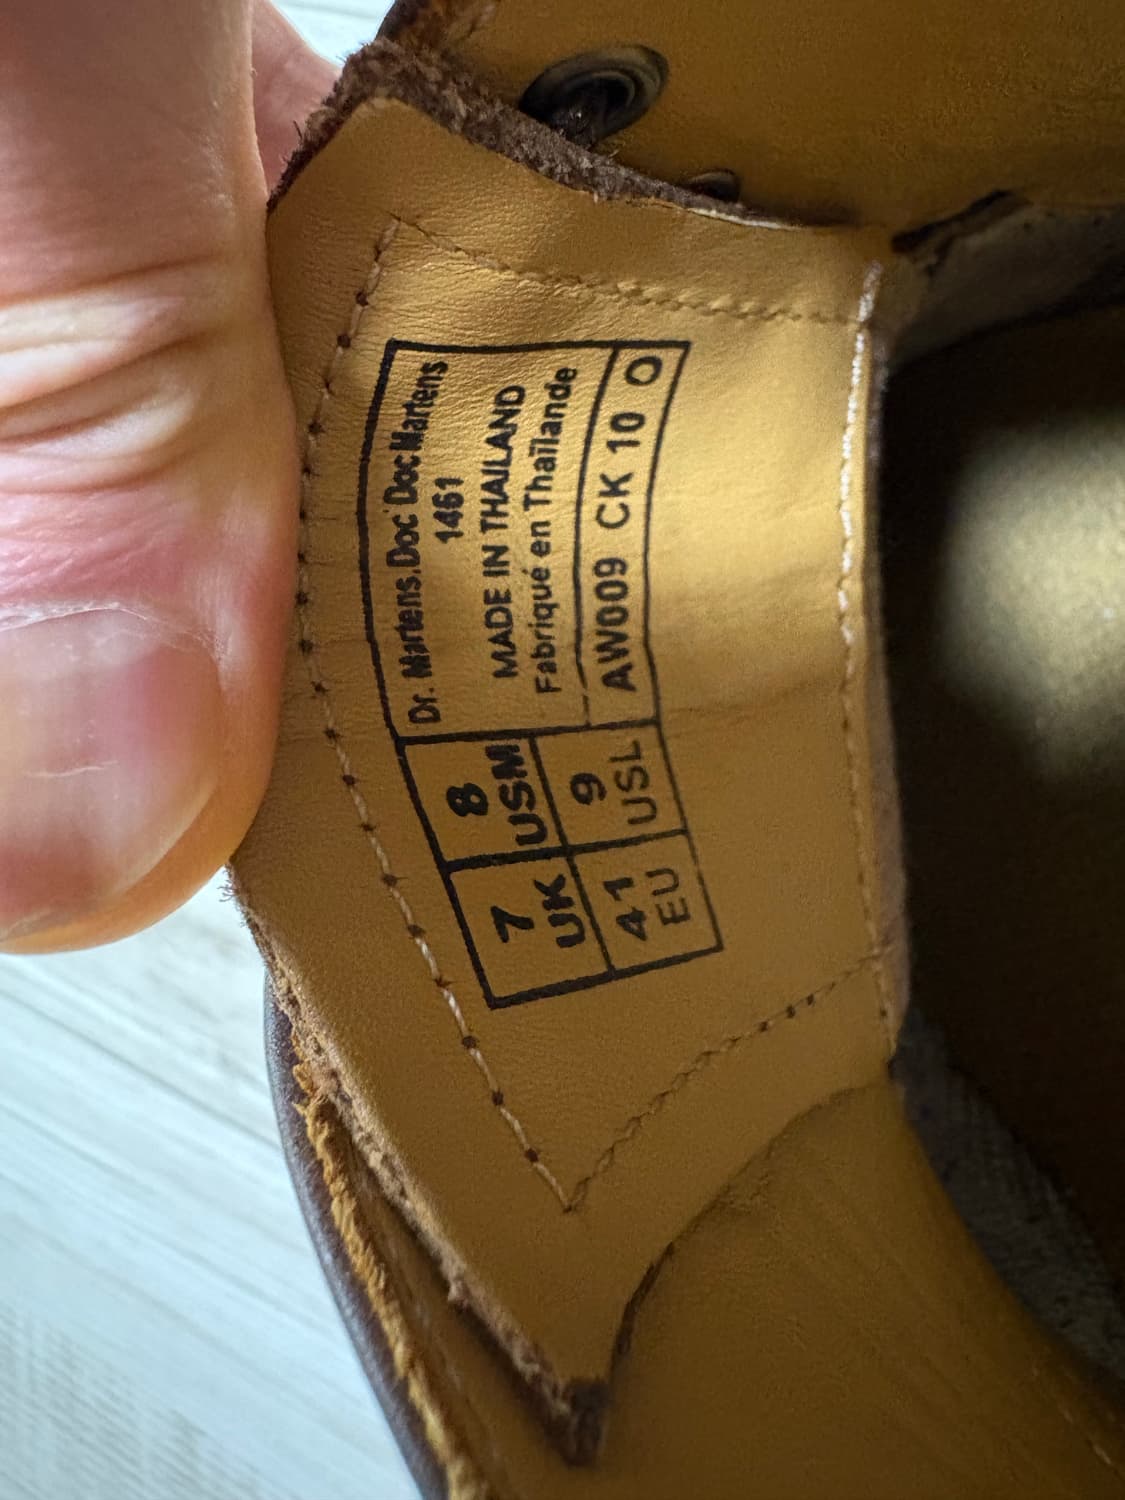 Dr. Martens.Doc'Doc Martens
1461
MADE IN THAILAND
Fabriqué en Thaïlande
AW009 CK 10 O
7
UK
8
USM
41
EU
9
USL